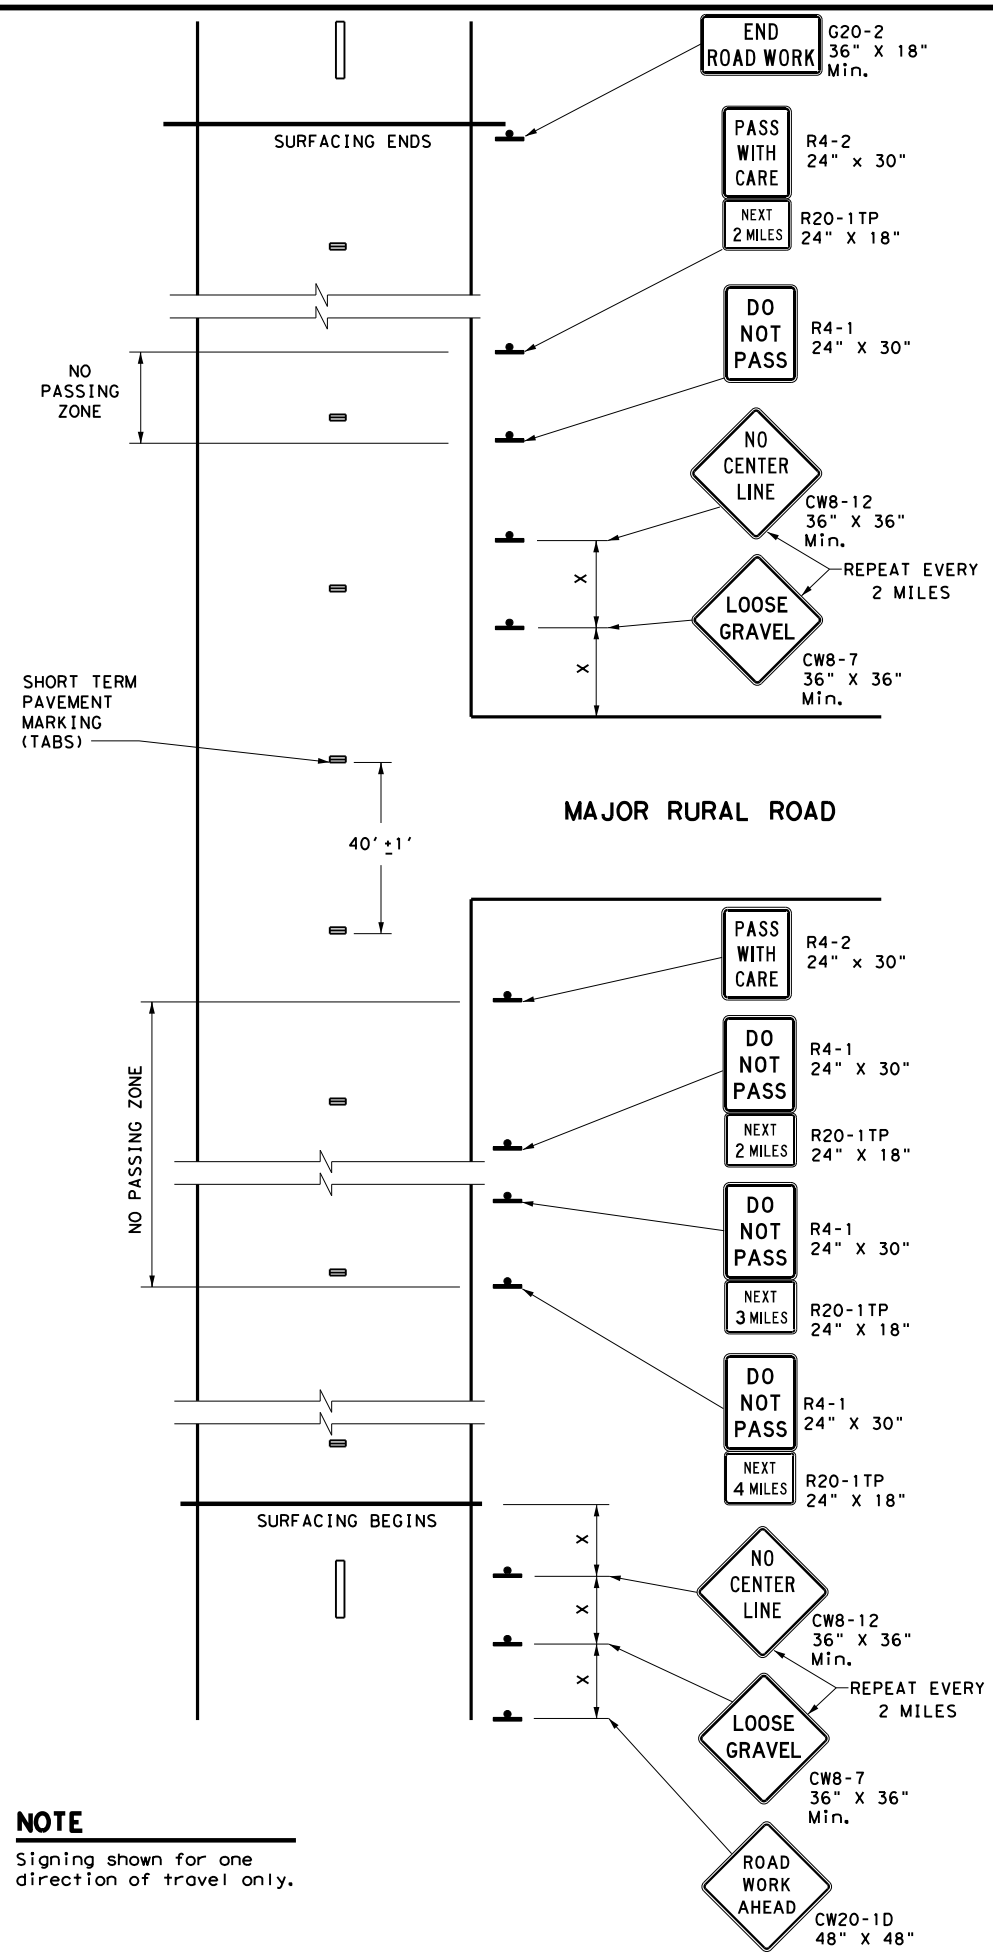 END
ROAD WORK
G20-2
36" X 18"
Min.
SURFACING ENDS
PASS
WITH
CARE
R4-2
24" x 30"
NEXT
2 MILES
R20-1TP
24" X 18"
DO
NOT
PASS
R4-1
24" X 30"
NO
PASSING
ZONE
NO
CENTER
LINE
CW8-12
36" X 36"
Min.
REPEAT EVERY
2 MILES
X
LOOSE
GRAVEL
CW8-7
36" X 36"
Min.
X
SHORT TERM
PAVEMENT
MARKING
(TABS)
MAJOR RURAL ROAD
40' ±1'
PASS
WITH
CARE
R4-2
24" x 30"
DO
NOT
PASS
R4-1
24" X 30"
NEXT
2 MILES
R20-1TP
24" X 18"
NO PASSING ZONE
DO
NOT
PASS
R4-1
24" X 30"
NEXT
3 MILES
R20-1TP
24" X 18"
DO
NOT
PASS
R4-1
24" X 30"
NEXT
4 MILES
R20-1TP
24" X 18"
SURFACING BEGINS
X
NO
CENTER
LINE
CW8-12
36" X 36"
Min.
X
REPEAT EVERY
2 MILES
X
LOOSE
GRAVEL
CW8-7
36" X 36"
Min.
ROAD
WORK
AHEAD
CW20-1D
48" X 48"
NOTE
Signing shown for one
direction of travel only.